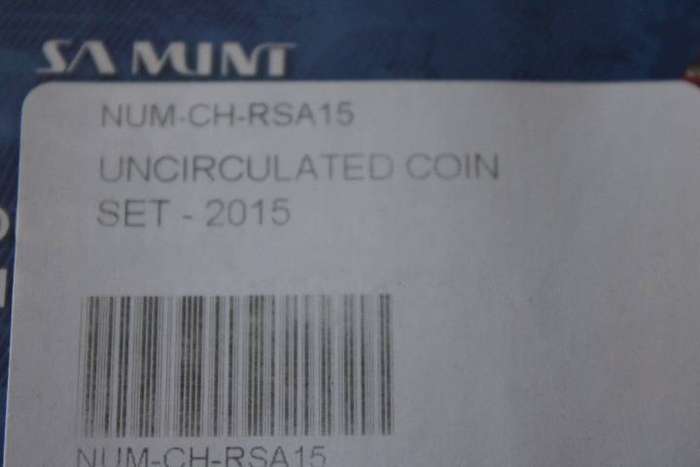 SA MINT
NUM-CH-RSA15
UNCIRCULATED COIN
SET - 2015
NUM-CH-RSA15